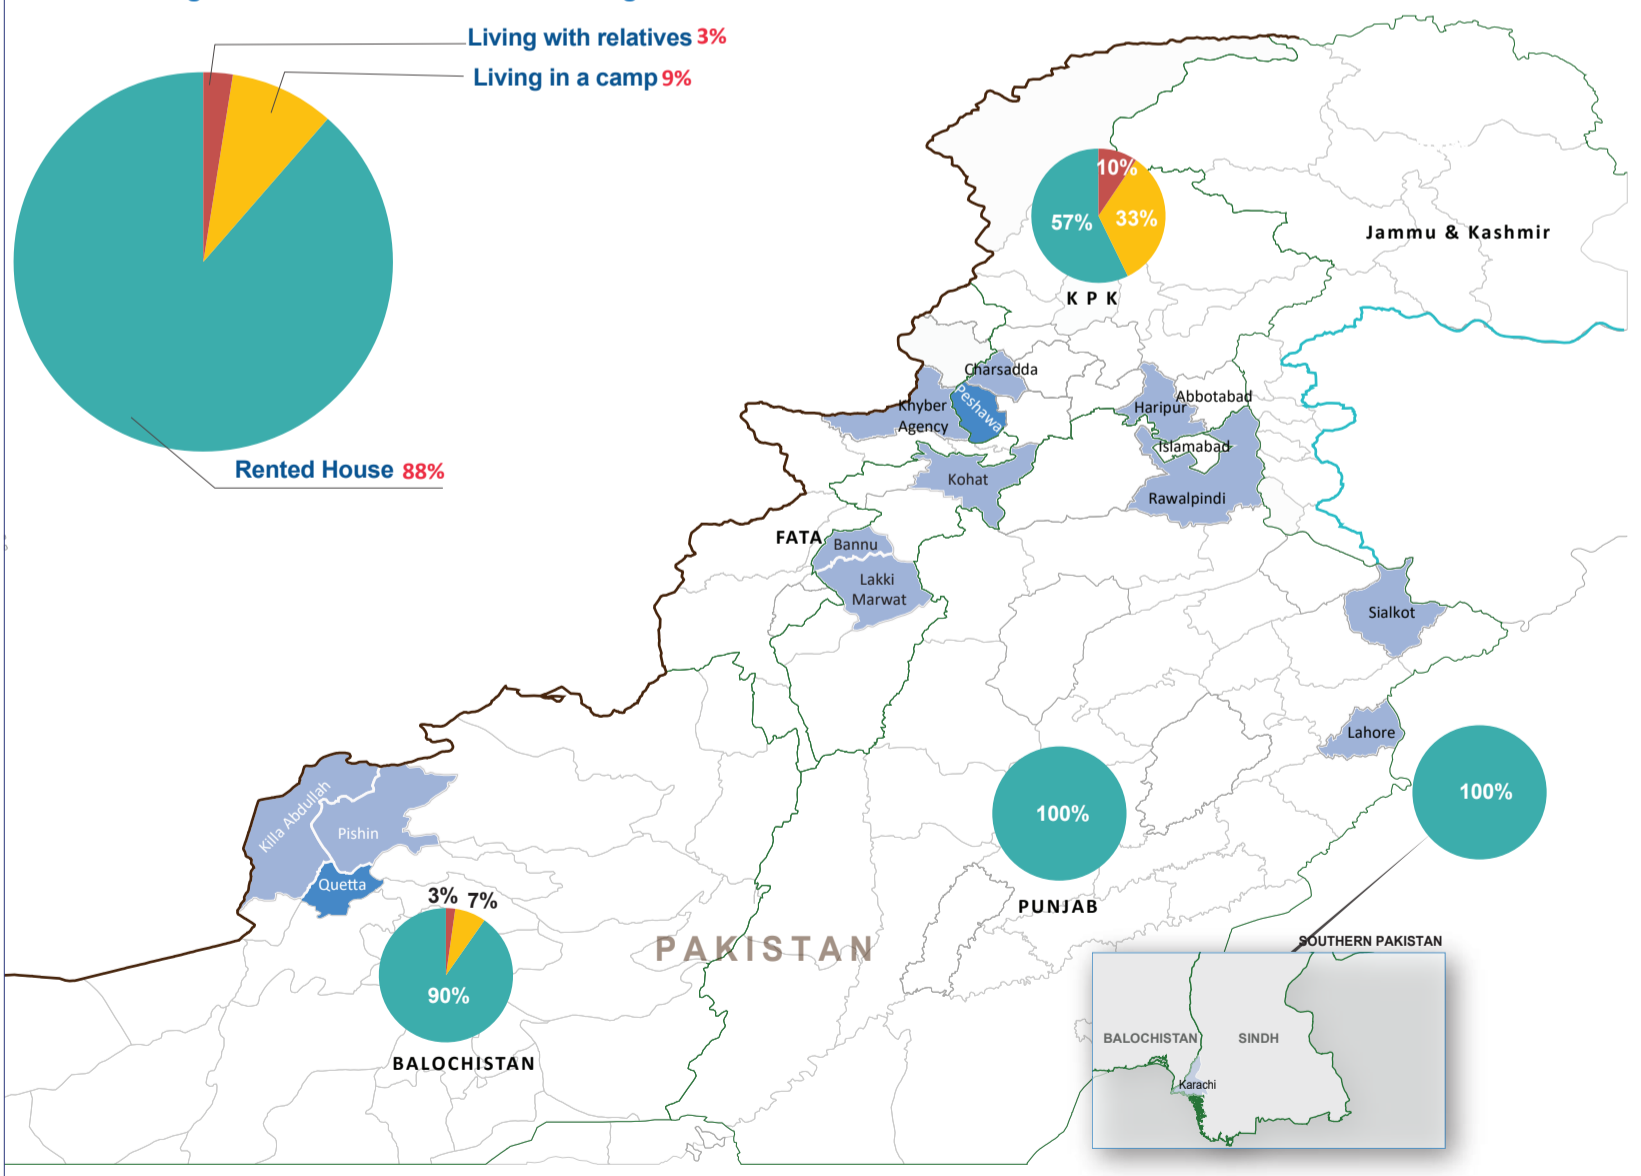 Living with relatives 3%
Living in a camp 9%
Rented House 88%
10%
33%
57%
K P K
Jammu & Kashmir
Charsadda
Khyber
Agency
Peshawa
Haripur
Abbotabad
Islamabad
Rawalpindi
Kohat
FATA
Bannu
Lakki
Marwat
Sialkot
Lahore
100%
100%
PUNJAB
KIlla Abdullah
Pishin
Quetta
3% 7%
90%
BALOCHISTAN
PAKISTAN
SOUTHERN PAKISTAN
BALOCHISTAN
SINDH
Karachi